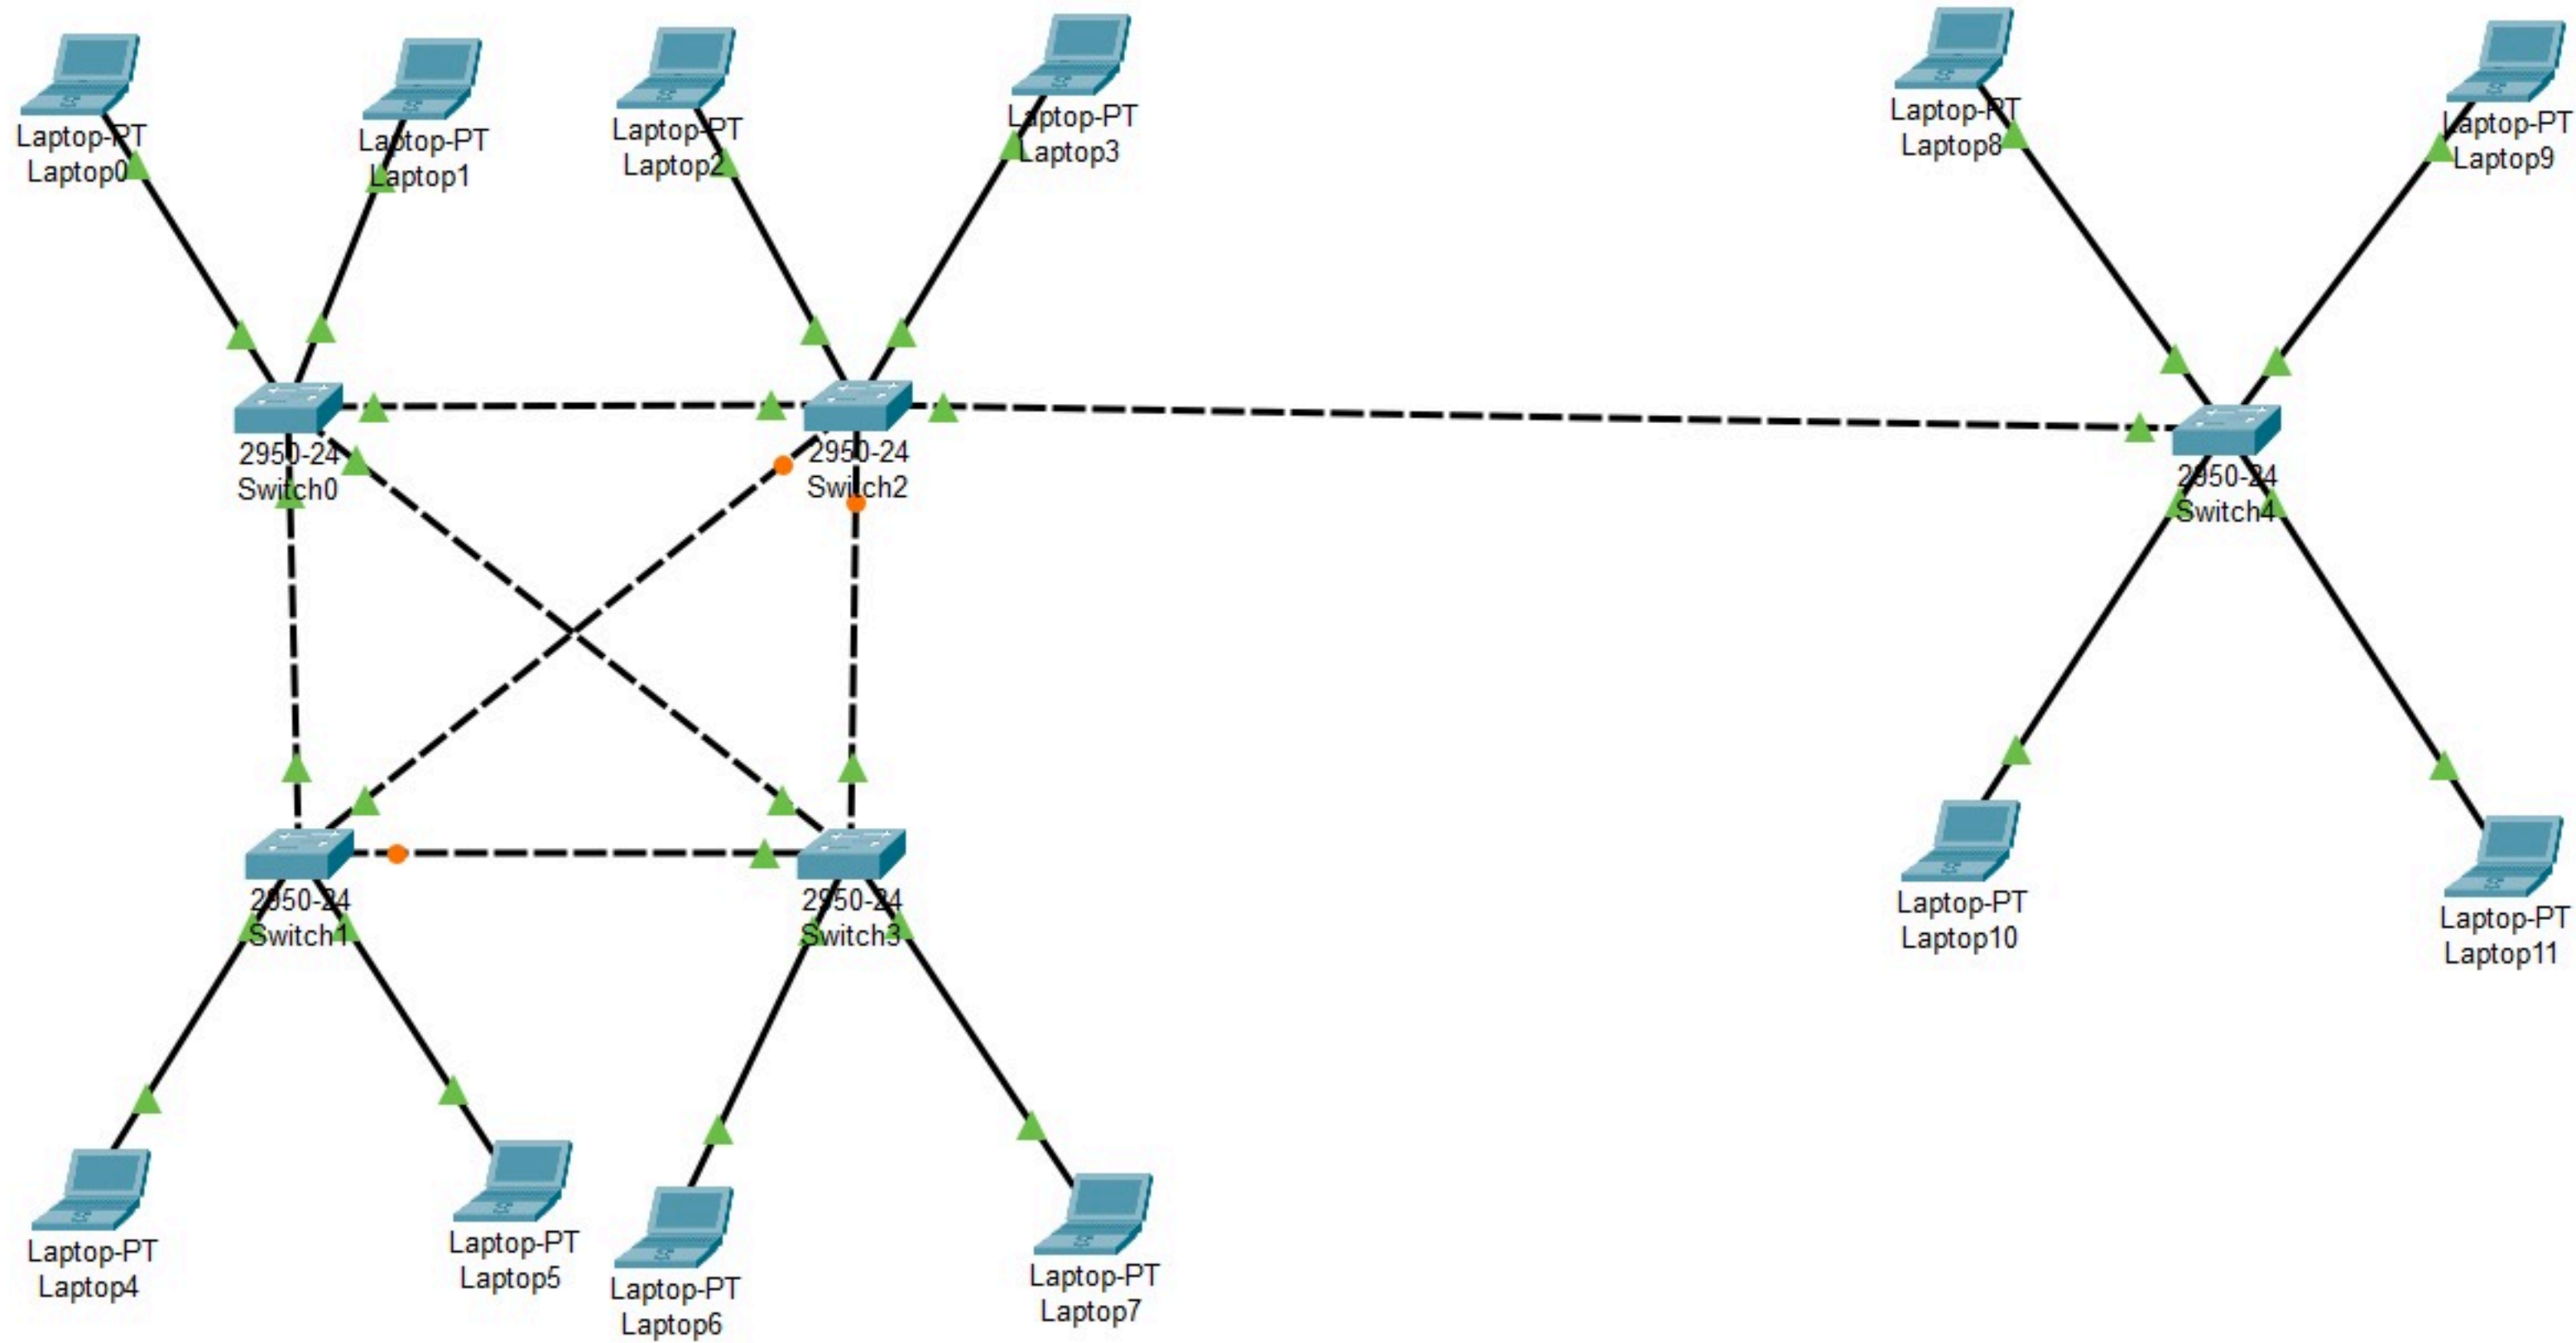 Laptop-PT
Laptop0
Laptop-PT
Laptop1
Laptop-PT
Laptop2
Laptop-PT
Laptop3
Laptop-PT
Laptop8
Laptop-PT
Laptop9
2950-24
Switch0
2950-24
Switch2
2950-24
Switch4
2950-24
Switch1
2950-24
Switch3
Laptop-PT
Laptop10
Laptop-PT
Laptop11
Laptop-PT
Laptop4
Laptop-PT
Laptop5
Laptop-PT
Laptop6
Laptop-PT
Laptop7